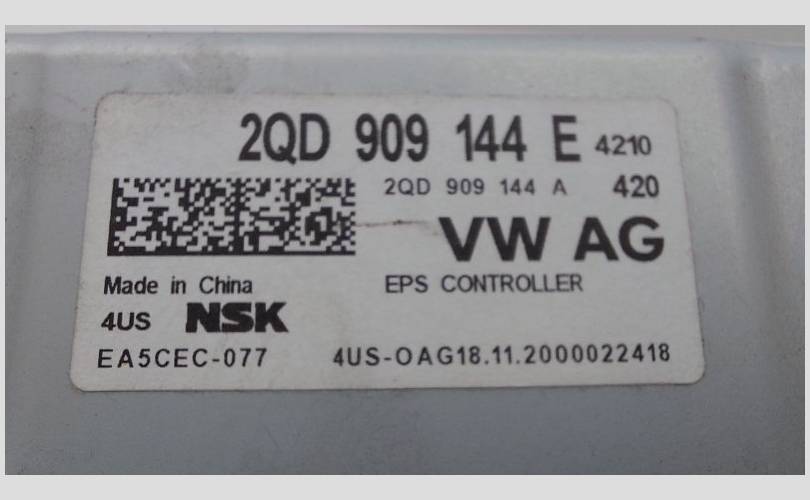 2QD 909 144 E 4210
2QD 909 144 A 420
VW AG
Made in China EPS CONTROLLER
4US NSK
EA5CEC-077 4US-OAG18.11.2000022418